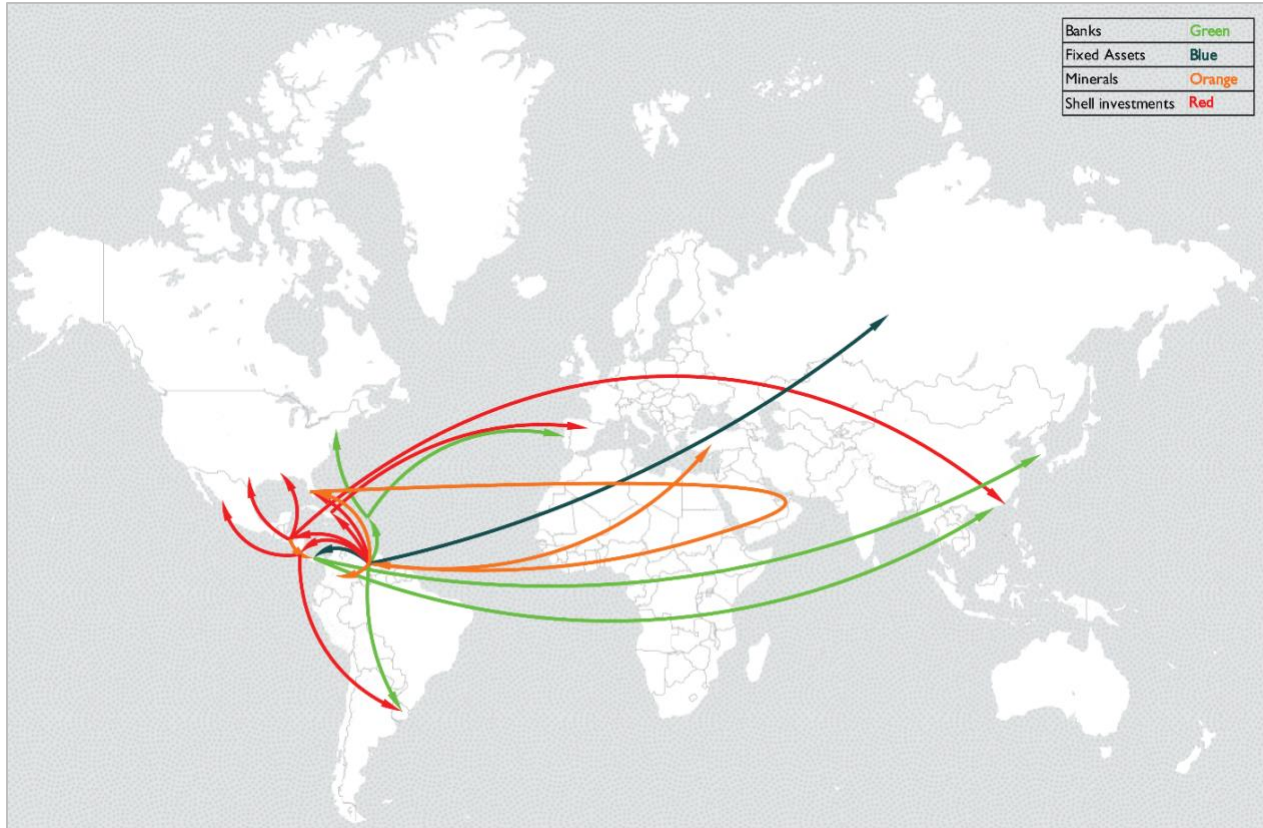 Banks Green
Fixed Assets Blue
Minerals Orange
Shell investments Red